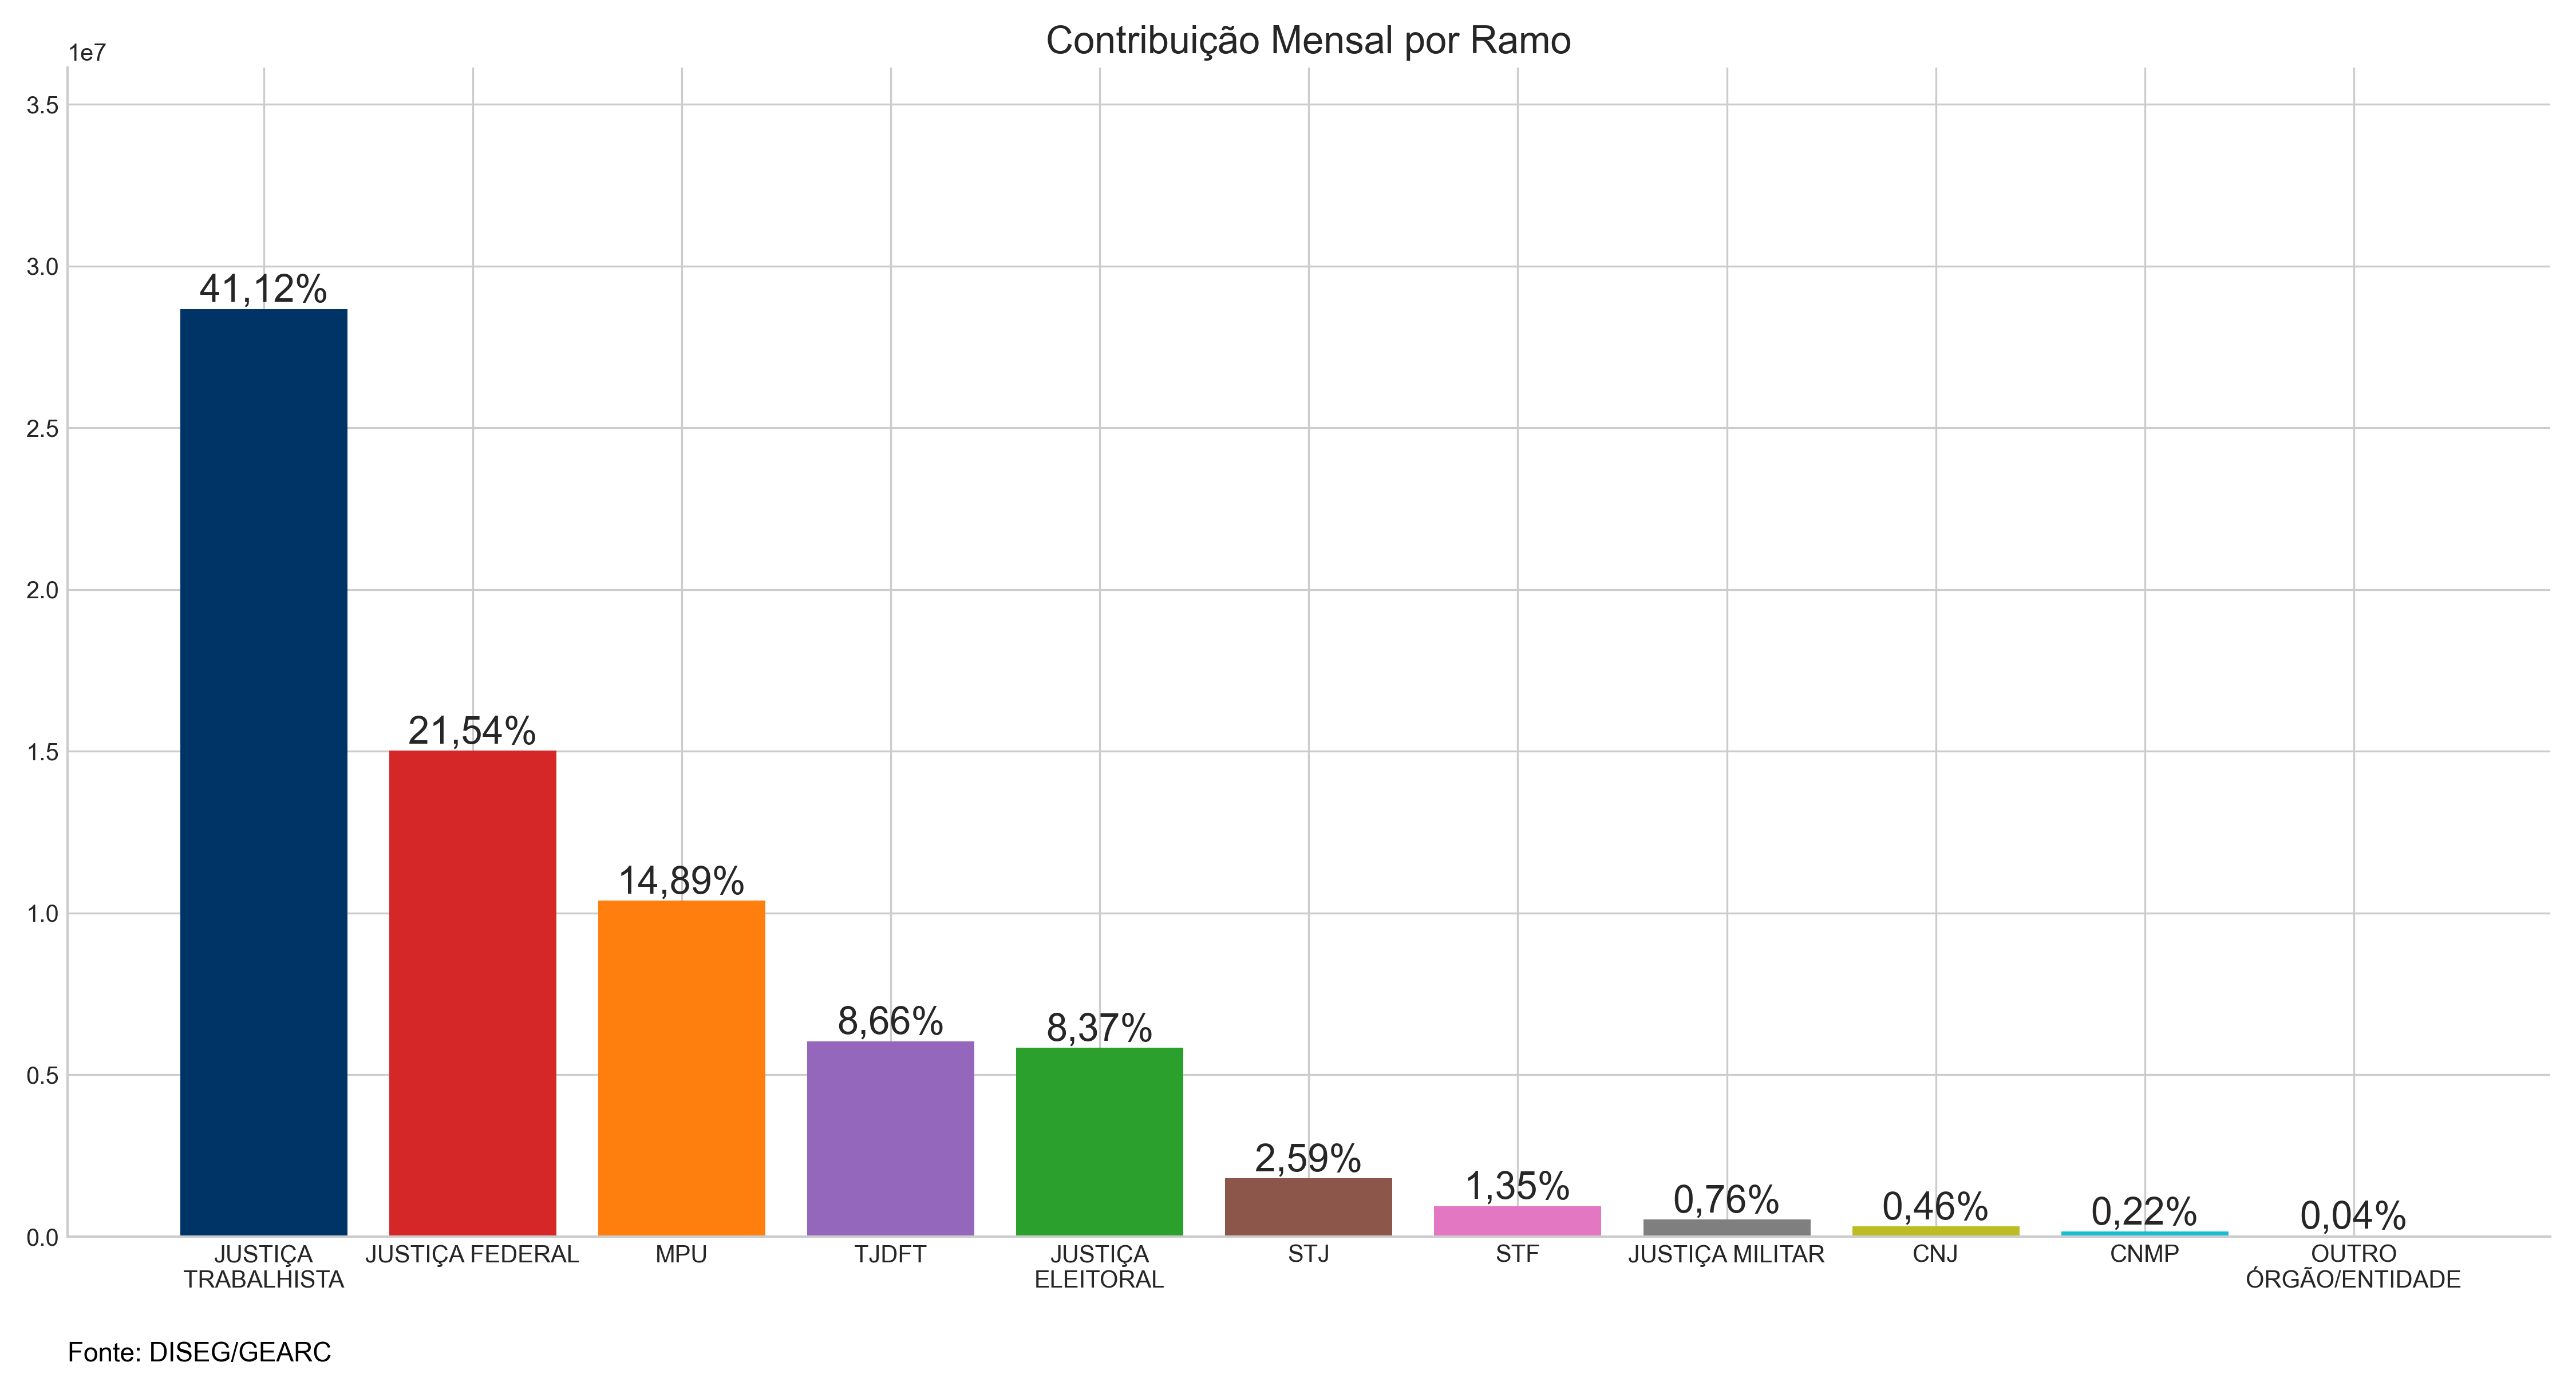 Contribuição Mensal por Ramo
1e7
3.5
3.0
2.5
2.0
1.5
1.0
0.5
0.0
41,12%
21,54%
14,89%
8,66%
8,37%
2,59%
1,35%
0,76%
0,46%
0,22%
0,04%
JUSTIÇA
TRABALHISTA
JUSTIÇA FEDERAL
MPU
TJDFT
JUSTIÇA
ELEITORAL
STJ
STF
JUSTIÇA MILITAR
CNJ
CNMP
OUTRO
ÓRGÃO/ENTIDADE
Fonte: DISEG/GEARC